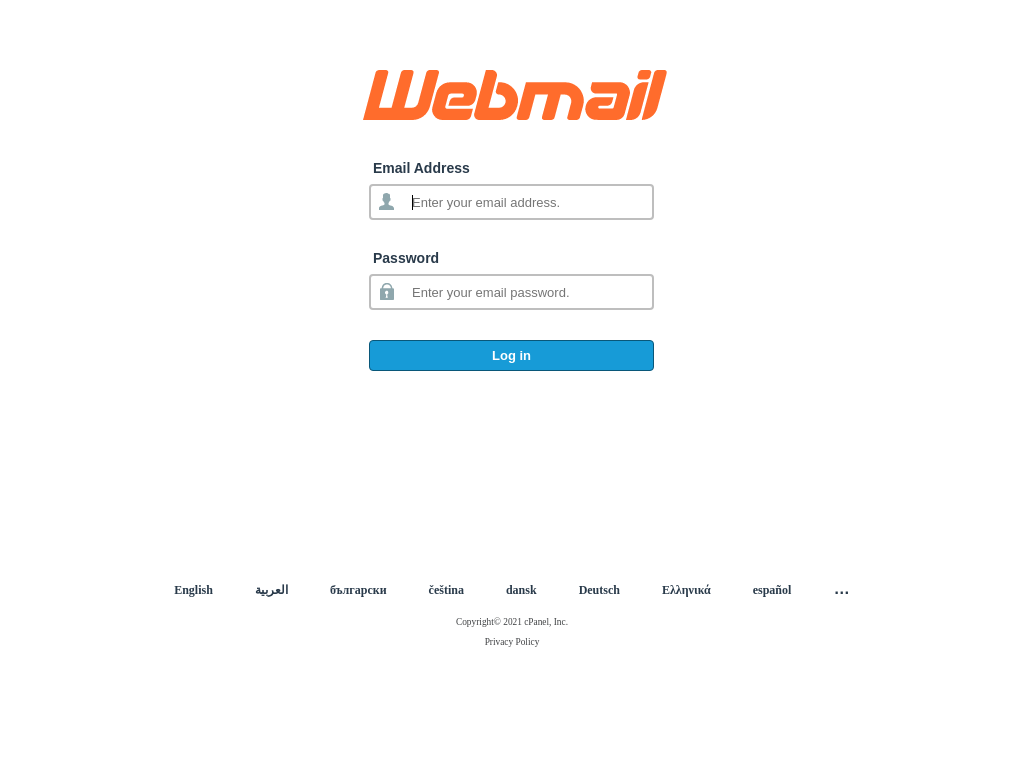 Webmail
Email Address
Enter your email address.
Password
Enter your email password.
Log in
English العربية български čeština dansk Deutsch Ελληνικά español ...
Copyright© 2021 cPanel, Inc.
Privacy Policy